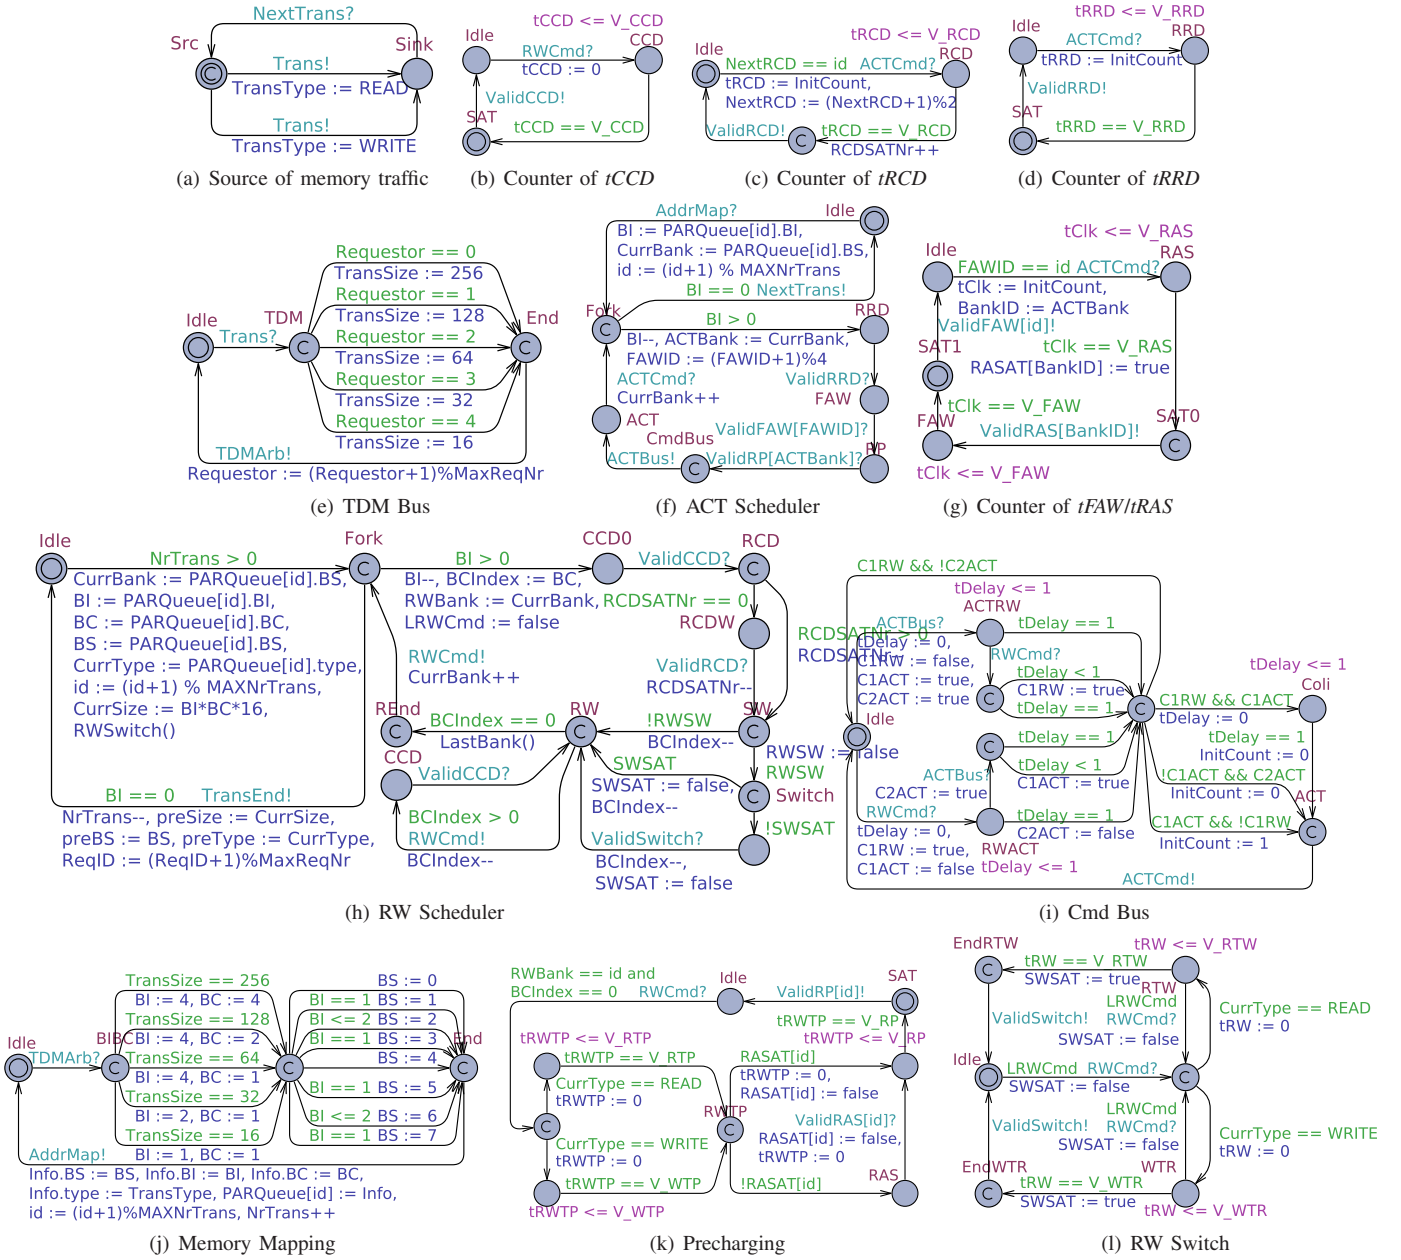 NextTrans?
Src
Sink
Trans!
TransType := READ
Trans!
TransType := WRITE
(a) Source of memory traffic
tCCD <= V_CCD
Idle
CCD
RWCmd?
tCCD := 0
ValidCCD!
SAT
tCCD == V_CCD
(b) Counter of tCCD
tRCD <= V_RCD
Idle
RCD
NextRCD == id ACTCmd?
tRCD := InitCount,
NextRCD := (NextRCD+1)%2
ValidRCD!
tRCD == V_RCD
RCDSATNr++
C
(c) Counter of tRCD
tRRD <= V_RRD
Idle
RRD
ACTCmd?
tRRD := InitCount
ValidRRD!
SAT
tRRD == V_RRD
(d) Counter of tRRD
Requestor == 0
TransSize := 256
Requestor == 1
TransSize := 128
Idle
TDM
End
Trans?
Requestor == 2
TransSize := 64
Requestor == 3
TransSize := 32
Requestor == 4
TransSize := 16
TDMArb!
Requestor := (Requestor+1)%MaxReqNr
(e) TDM Bus
AddrMap?
Idle
BI := PARQueue[id].BI,
CurrBank := PARQueue[id].BS,
id := (id+1) % MAXNrTrans
BI == 0 NextTrans!
Fork
RRD
BI > 0
BI--, ACTBank := CurrBank,
FAWID := (FAWID+1)%4
ACTCmd?
CurrBank++
ValidRRD?
FAW
ACT
ValidFAW[FAWID]?
CmdBus
RP
ACTBus!
ValidRP[ACTBank]?
(f) ACT Scheduler
tClk <= V_RAS
Idle
RAS
FAWID == id ACTCmd?
tClk := InitCount,
BankID := ACTBank
ValidFAW[id]!
SAT1
tClk == V_RAS
RASAT[BankID] := true
tClk == V_FAW
FAW
SAT0
ValidRAS[BankID]!
tClk <= V_FAW
(g) Counter of tFAW/tRAS
Idle
Fork
CCD0
RCD
NrTrans > 0
BI > 0
ValidCCD?
CurrBank := PARQueue[id].BS,
BI := PARQueue[id].BI,
BC := PARQueue[id].BC,
BS := PARQueue[id].BS,
CurrType := PARQueue[id].type,
id := (id+1) % MAXNrTrans,
CurrSize := BI*BC*16,
RWSwitch()
BI--, BCIndex := BC,
RWBank := CurrBank,
LRWCmd := false
RCDSATNr == 0
RCDW
RCDSATNr > 0
RCDSATNr--
RWCmd!
CurrBank++
ValidRCD?
RCDSATNr--
REnd
RW
SW
BCIndex == 0
LastBank()
!RWSW
BCIndex--
RWSW := false
CCD
ValidCCD?
SWSAT
SWSAT := false,
BCIndex--
RWSW
Switch
BI == 0 TransEnd!
NrTrans--, preSize := CurrSize,
preBS := BS, preType := CurrType,
ReqID := (ReqID+1)%MaxReqNr
BCIndex > 0
RWCmd!
BCIndex--
ValidSwitch?
BCIndex--,
SWSAT := false
!SWSAT
(h) RW Scheduler
C1RW && !C2ACT
tDelay <= 1
ACTRW
ACTBus?
tDelay := 0,
C1RW := false,
C1ACT := true,
C2ACT := true
tDelay == 1
RWCmd?
tDelay < 1
C1RW := true
tDelay == 1
Idle
tDelay <= 1
Coli
C1RW && C1ACT
tDelay := 0
tDelay == 1
InitCount := 0
tDelay == 1
tDelay < 1
C1ACT := true
ACTBus?
C2ACT := true
!C1ACT && C2ACT
InitCount := 0
ACT
RWCmd?
tDelay := 0,
C1RW := true,
C1ACT := false
tDelay == 1
C2ACT := false
RWACT
tDelay <= 1
C1ACT && !C1RW
InitCount := 1
ACTCmd!
(i) Cmd Bus
Idle
TDMArb?
BIBC
TransSize == 256
BI := 4, BC := 4
TransSize == 128
BI := 4, BC := 2
TransSize == 64
BI := 4, BC := 1
TransSize == 32
BI := 2, BC := 1
TransSize == 16
BI := 1, BC := 1
BS := 0
BI == 1 BS := 1
BI <= 2 BS := 2
BI == 1 BS := 3
BS := 4
BI == 1 BS := 5
BI <= 2 BS := 6
BI == 1 BS := 7
End
AddrMap!
Info.BS := BS, Info.BI := BI, Info.BC := BC,
Info.type := TransType, PARQueue[id] := Info,
id := (id+1)%MAXNrTrans, NrTrans++
(j) Memory Mapping
RWBank == id and
BCIndex == 0
RWCmd?
Idle
SAT
ValidRP[id]!
tRWTP == V_RP
tRWTP <= V_RTP
tRWTP <= V_RP
tRWTP == V_RTP
RASAT[id]
tRWTP := 0,
RASAT[id] := false
CurrType == READ
tRWTP := 0
RWTP
CurrType == WRITE
tRWTP := 0
ValidRAS[id]?
RASAT[id] := false,
tRWTP := 0
tRWTP == V_WTP
!RASAT[id]
RAS
tRWTP <= V_WTP
(k) Precharging
EndRTW
tRW <= V_RTW
tRW == V_RTW
SWSAT := true
RTW
LRWCmd
RWCmd?
SWSAT := false
ValidSwitch!
CurrType == READ
tRW := 0
Idle
LRWCmd RWCmd?
SWSAT := false
LRWCmd
RWCmd?
SWSAT := false
ValidSwitch!
CurrType == WRITE
tRW := 0
EndWTR
WTR
tRW == V_WTR
SWSAT := true
tRW <= V_WTR
(l) RW Switch